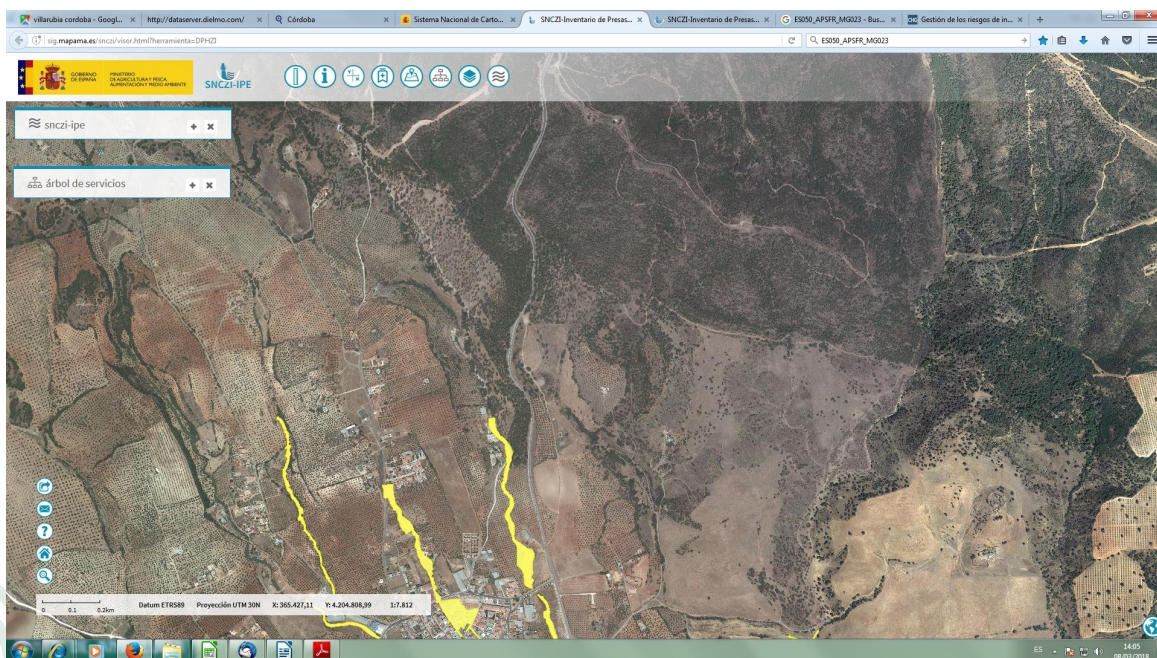 villarubia cordoba - Googl...
http://dataserver.dielmo.com/
Córdoba
Sistema Nacional de Carto...
SNCZI-Inventario de Presas...
SNCZI-Inventario de Presas...
ES050_APSFR_MG023 - Bus...
Gestión de los riesgos de in...
sig.mapama.es/snczi/visor.html?herramienta=DPHZI
ES050_APSFR_MG023
GOBIERNO
DE ESPAÑA
MINISTERIO
DE AGRICULTURA Y PESCA,
ALIMENTACIÓN Y MEDIO AMBIENTE
SNCZI-IPE
snczi-ipe
árbol de servicios
0 0.1 0.2km
Datum ETRS89 Proyección UTM 30N X: 365.427,11 Y: 4.204.808,99 1:7.812
ES
14:05
08/03/2018